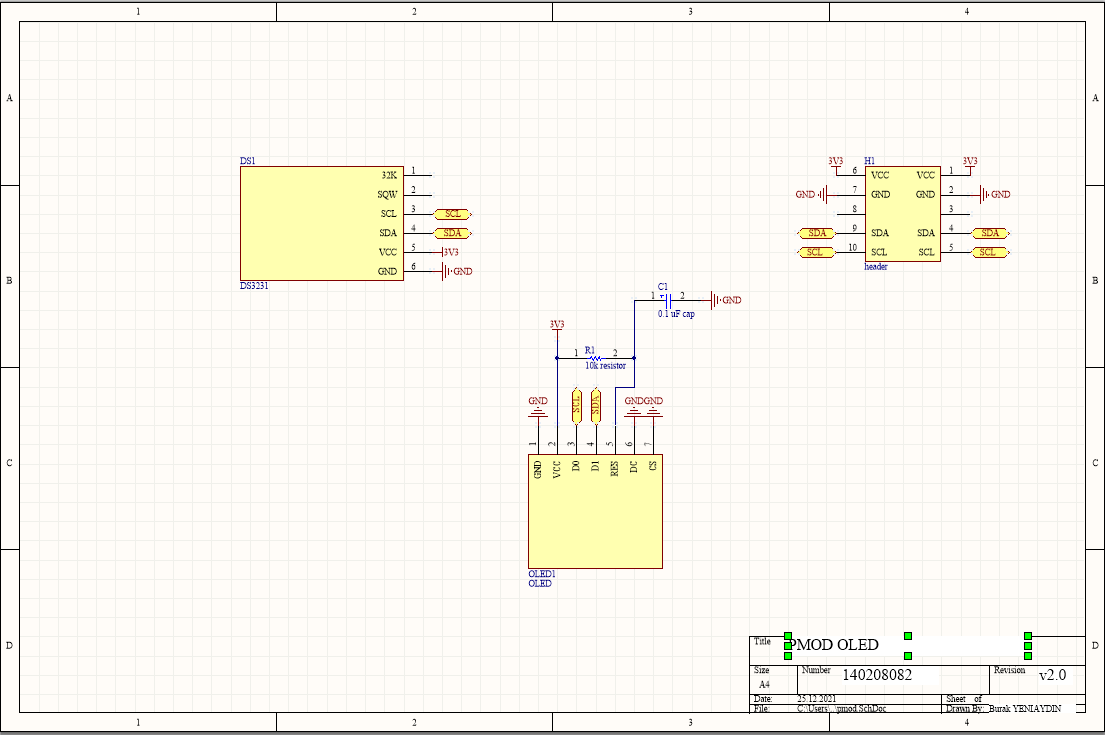 1 2 3 4
A A
DS1
32K 1
SQW 2
SCL 3 SCL
SDA 4 SDA
VCC 5 3V3
GND 6 GND
DS3231
3V3 H1 3V3
6 VCC VCC 1
GND 7 GND GND 2 GND
8 3
SDA 9 SDA SDA 4 SDA
SCL 10 SCL SCL 5 SCL
header
B B
C1
1 2 GND
0.1 uF cap
3V3
1 R1 2
10k resistor
GND SCL SDA GND GND
1 2 3 4 5 6 7
GND VCC D0 D1 RES DC CS
C C
OLED1
OLED
D D
Title PMOD OLED
Size Number Revision
A4 140208082 v2.0
Date: 25.12.2021 Sheet of
File: C:\Users\..\pmod.SchDoc Drawn By: Burak YENIAYDIN
1 2 3 4